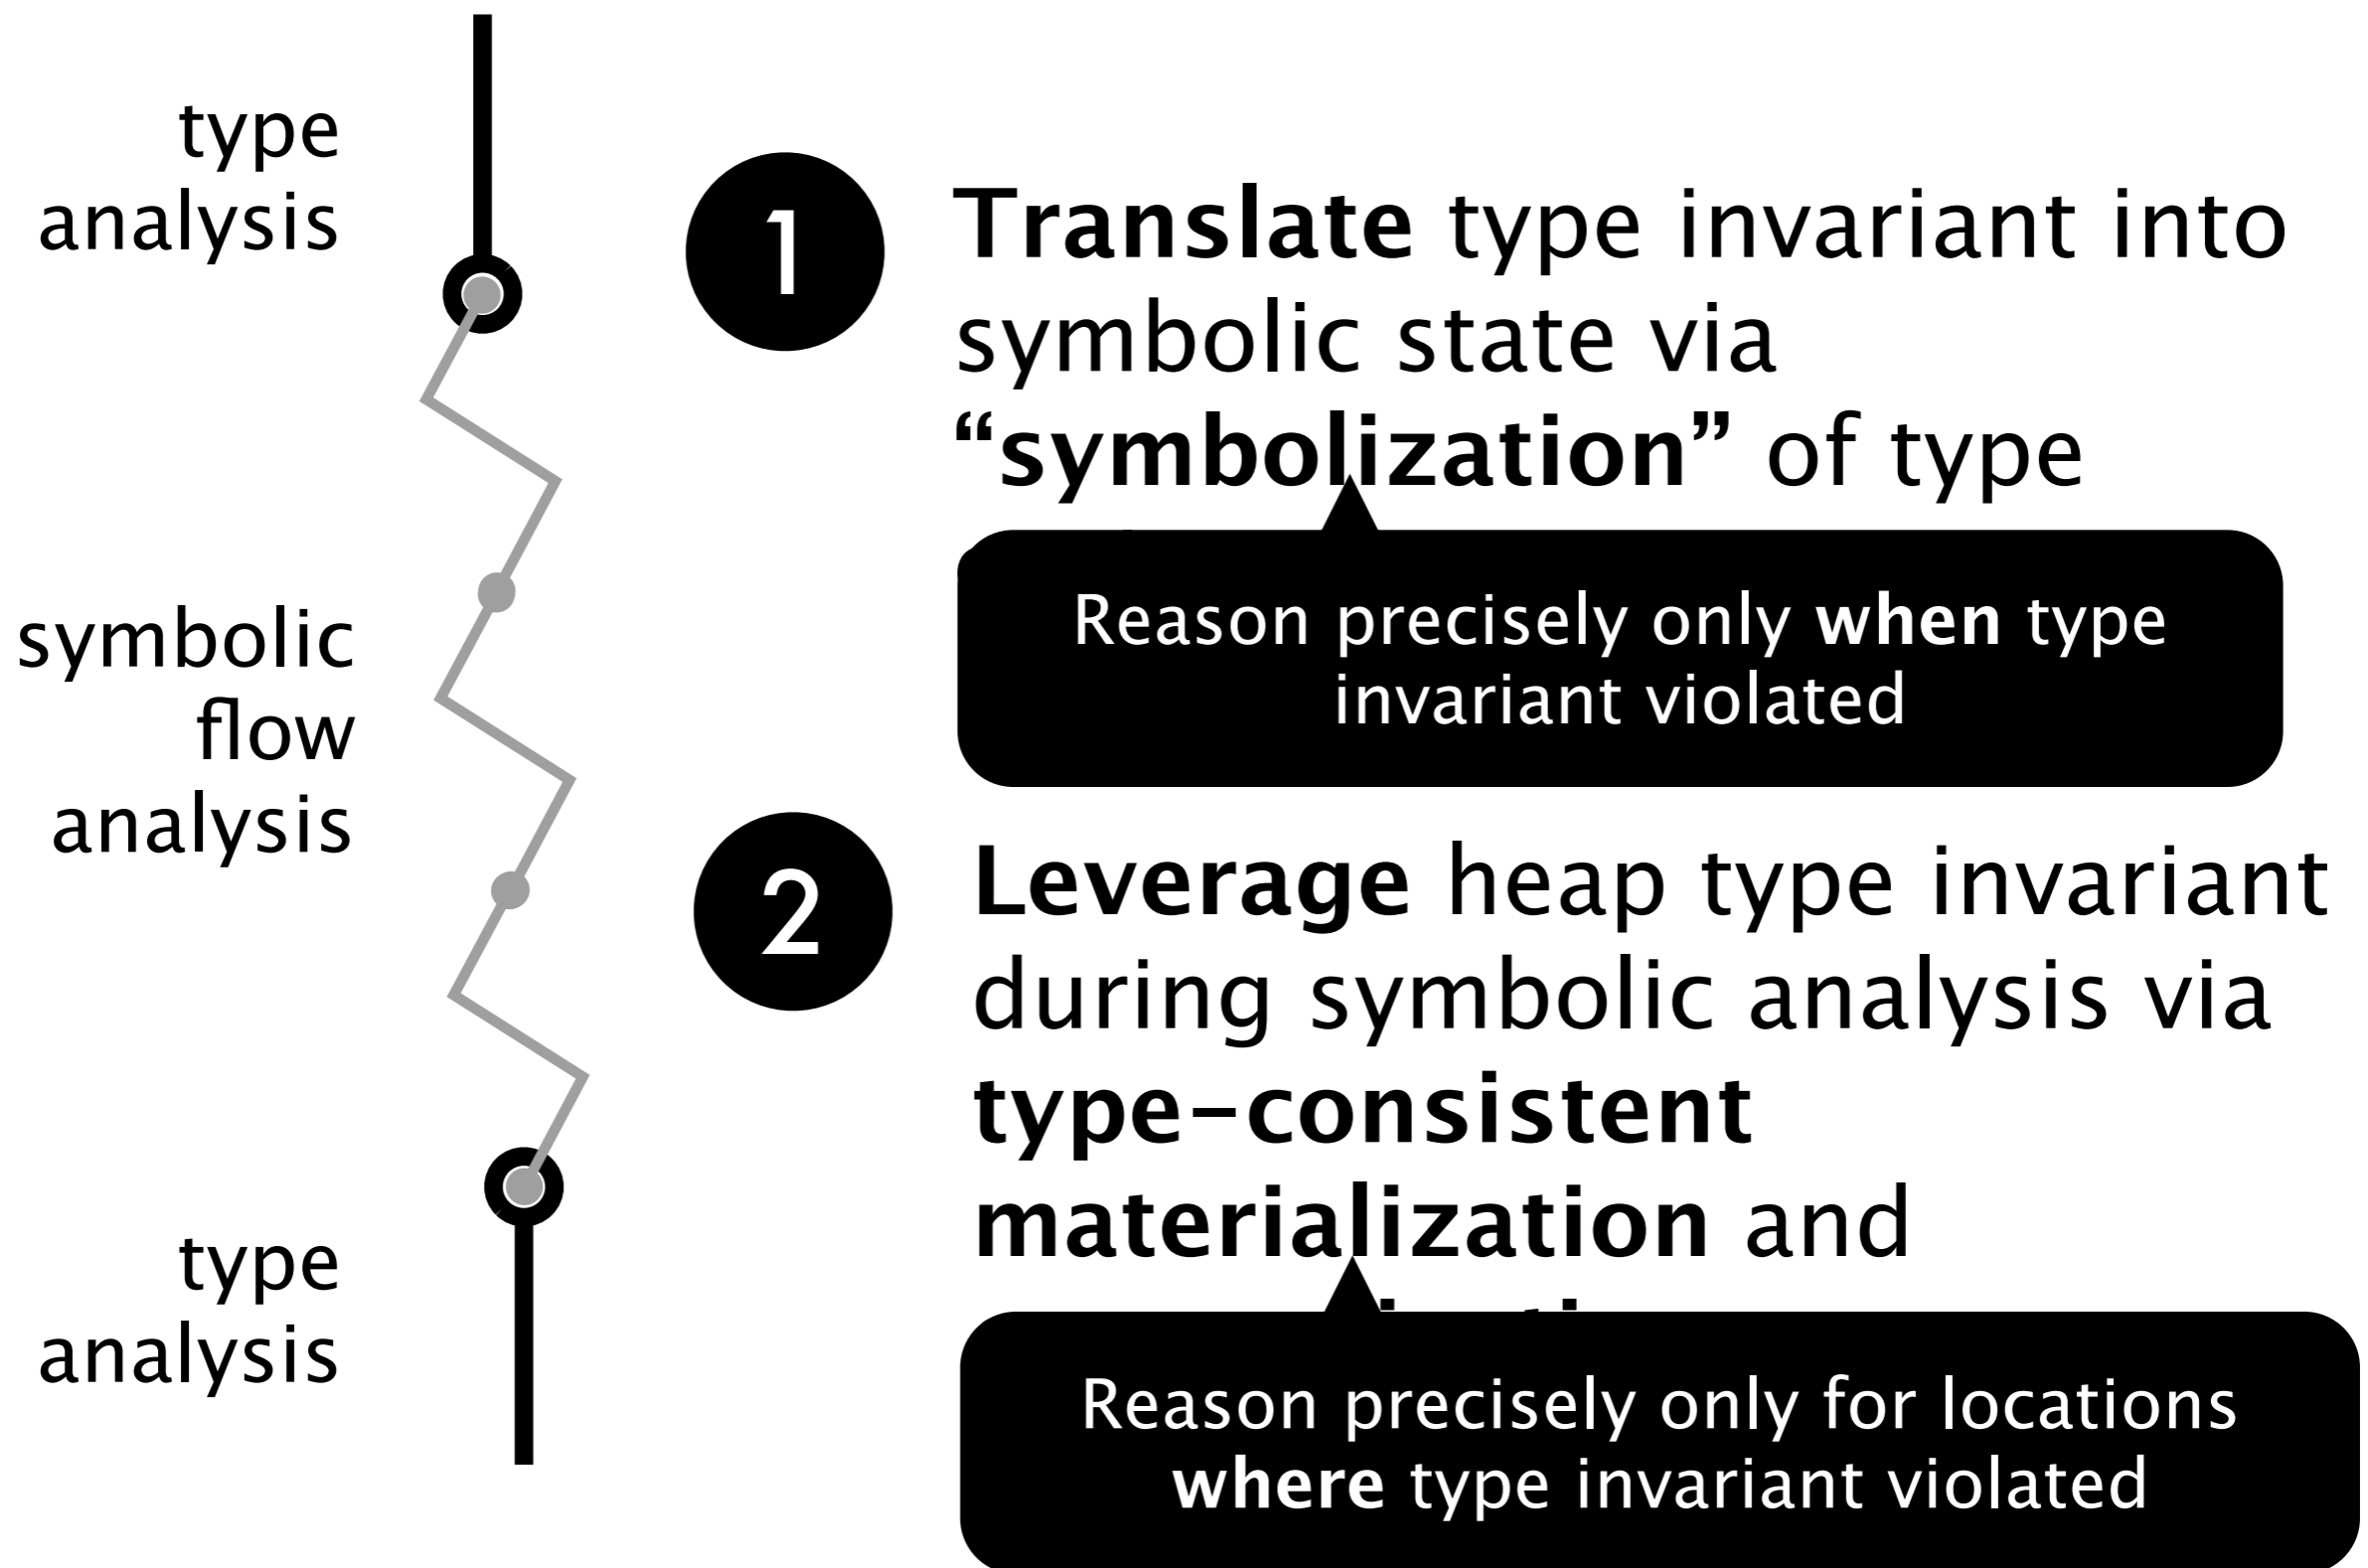 type
analysis
symbolic
flow
analysis
type
analysis
1
Translate type invariant into
symbolic state via
“symbolization” of type
Reason precisely only when type
invariant violated
2
Leverage heap type invariant
during symbolic analysis via
type-consistent
materialization and
Reason precisely only for locations
where type invariant violated